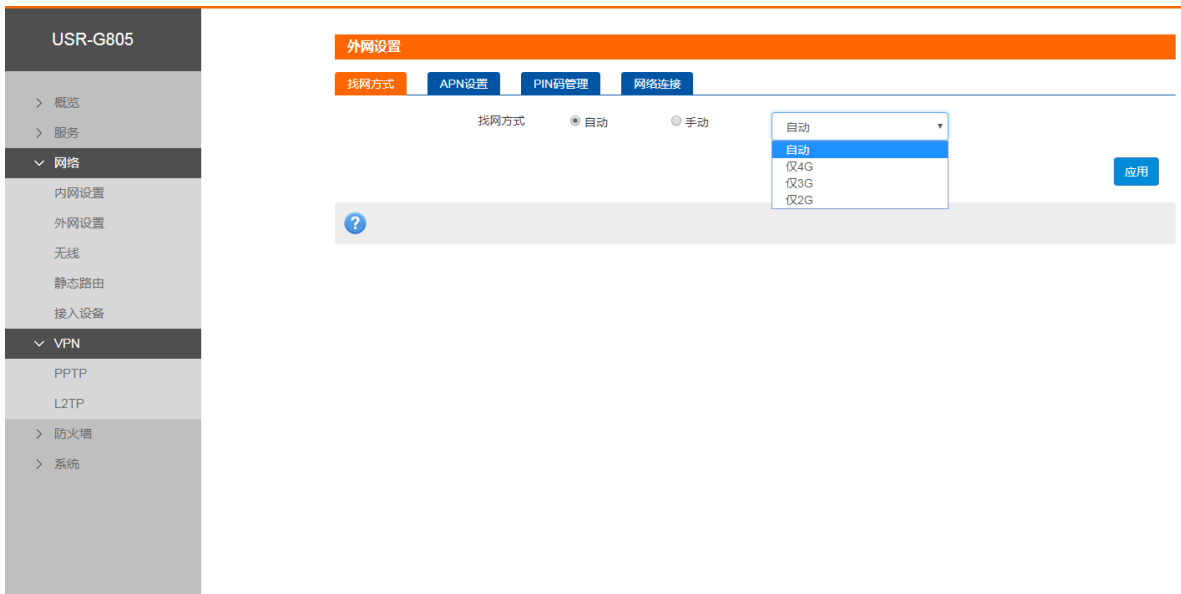 USR-G805
概览
服务
网络
内网设置
外网设置
无线
静态路由
接入设备
VPN
PPTP
L2TP
防火墙
系统
外网设置
找网方式 APN设置 PIN码管理 网络连接
找网方式 自动 手动 自动
自动
仅4G
仅3G
仅2G
应用
?